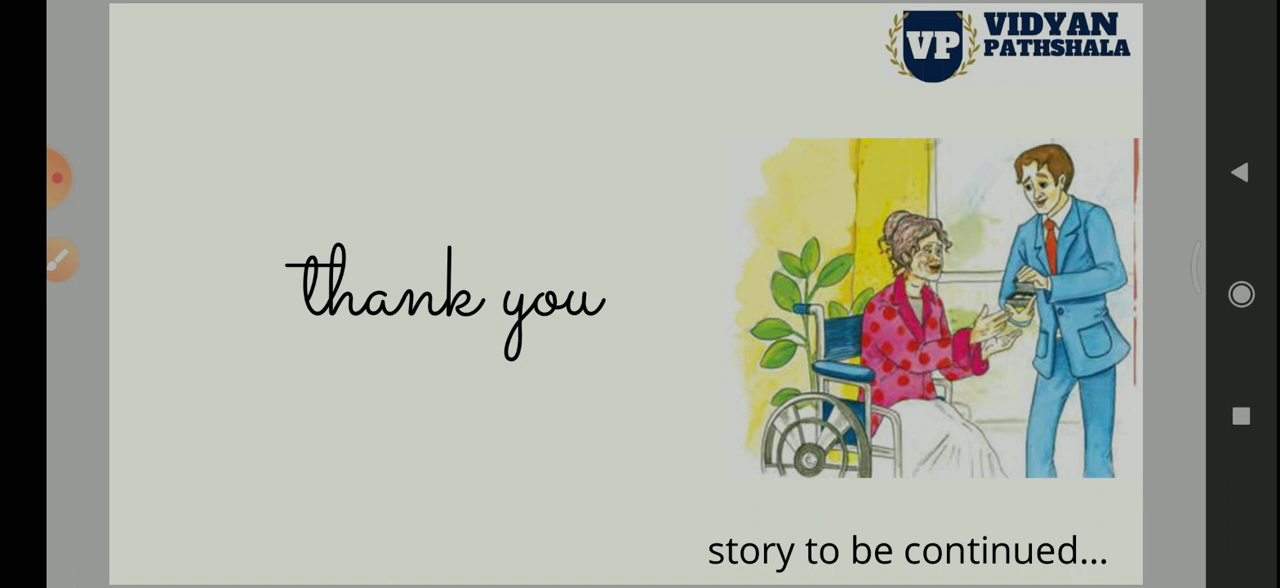 VP
VIDYAN
PATHSHALA
thank you
story to be continued...